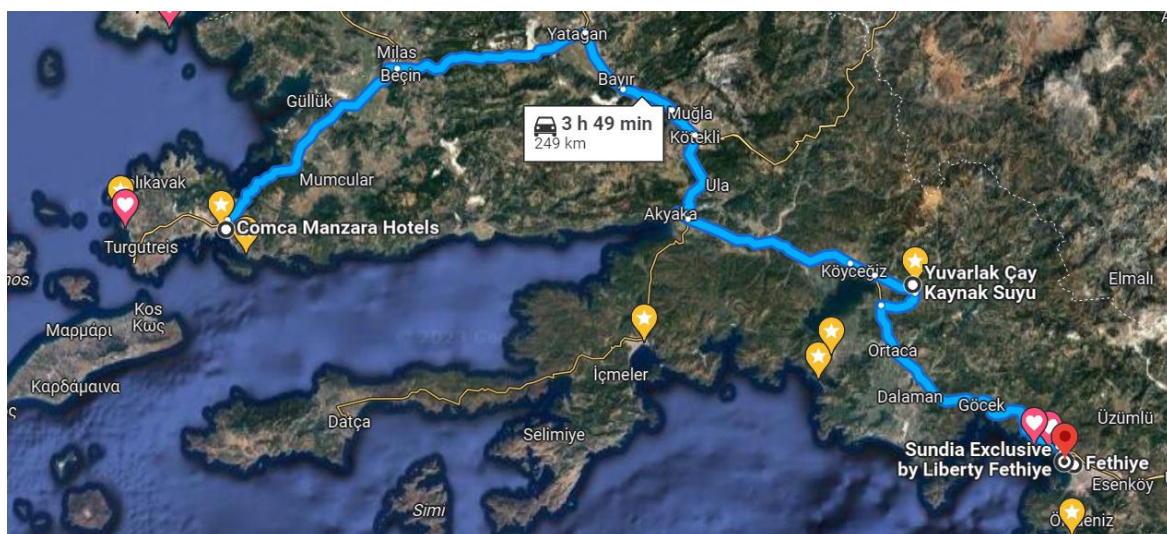 Yatağan
Milas
Beçin
Bayır
Güllük
3 h 49 min
249 km
Muğla
Kötekli
Mumcular
Ula
Akyaka
Comca Manzara Hotels
Turgutreis
Köyceğiz
Yuvarlak Çay
Kaynak Suyu
Elmalı
Kos
Κως
Μαρμάρι
Καρδάμαινα
Ortaca
İçmeler
Dalaman
Göcek
Datça
Üzümlü
Selimiye
Sundia Exclusive
by Liberty Fethiye
Fethiye
Esenköy
Simi